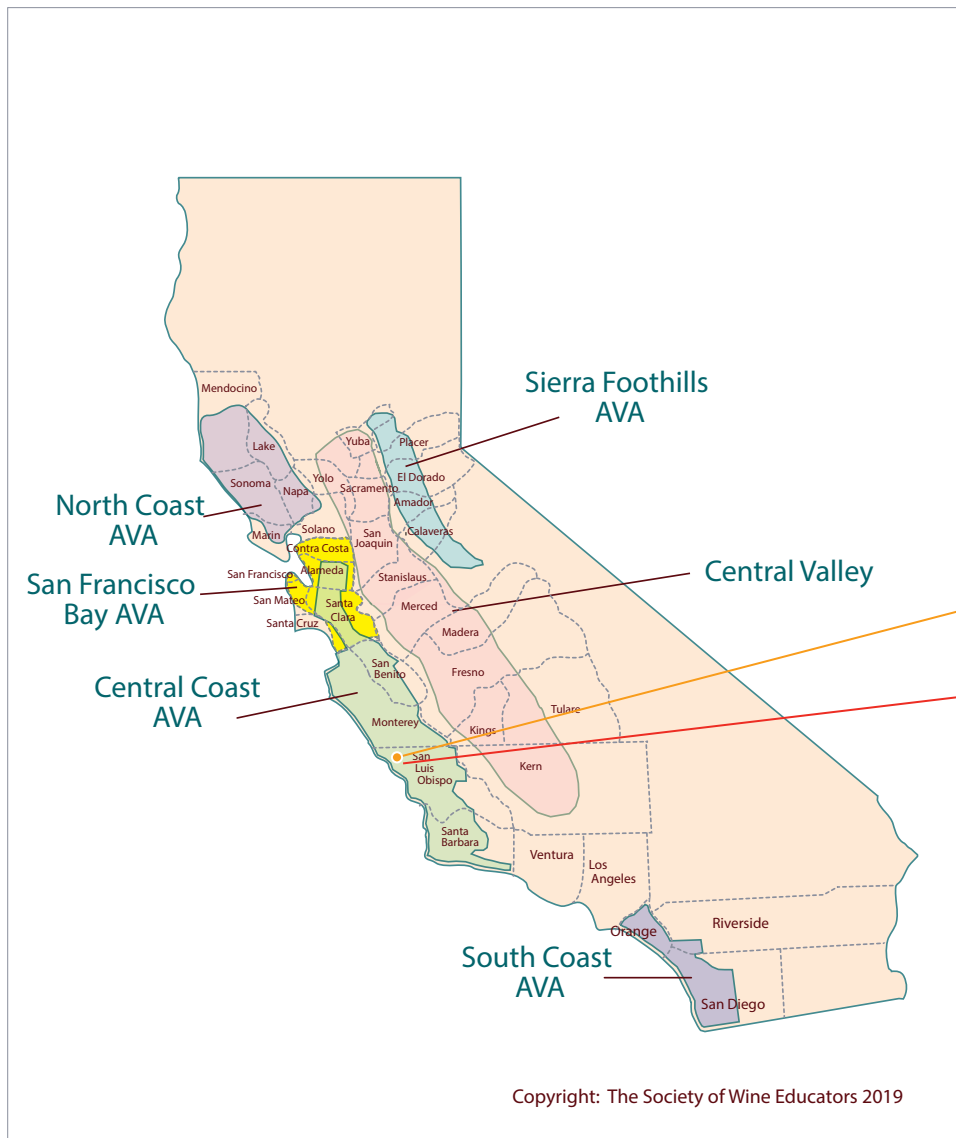 Mendocino
Sierra Foothills
AVA
Lake
Yuba
Placer
Sonoma
Napa
Yolo
Sacramento
El Dorado
Amador
North Coast
AVA
Marin
Solano
San
Joaquin
Calaveras
Contra Costa
San Francisco
Bay AVA
San Francisco
Alameda
Stanislaus
Central Valley
San Mateo
Santa
Clara
Merced
Santa Cruz
Madera
San
Benito
Fresno
Central Coast
AVA
Monterey
Kings
Tulare
San
Luis
Obispo
Kern
Santa
Barbara
Ventura
Los
Angeles
Orange
Riverside
South Coast
AVA
San Diego
Copyright: The Society of Wine Educators 2019